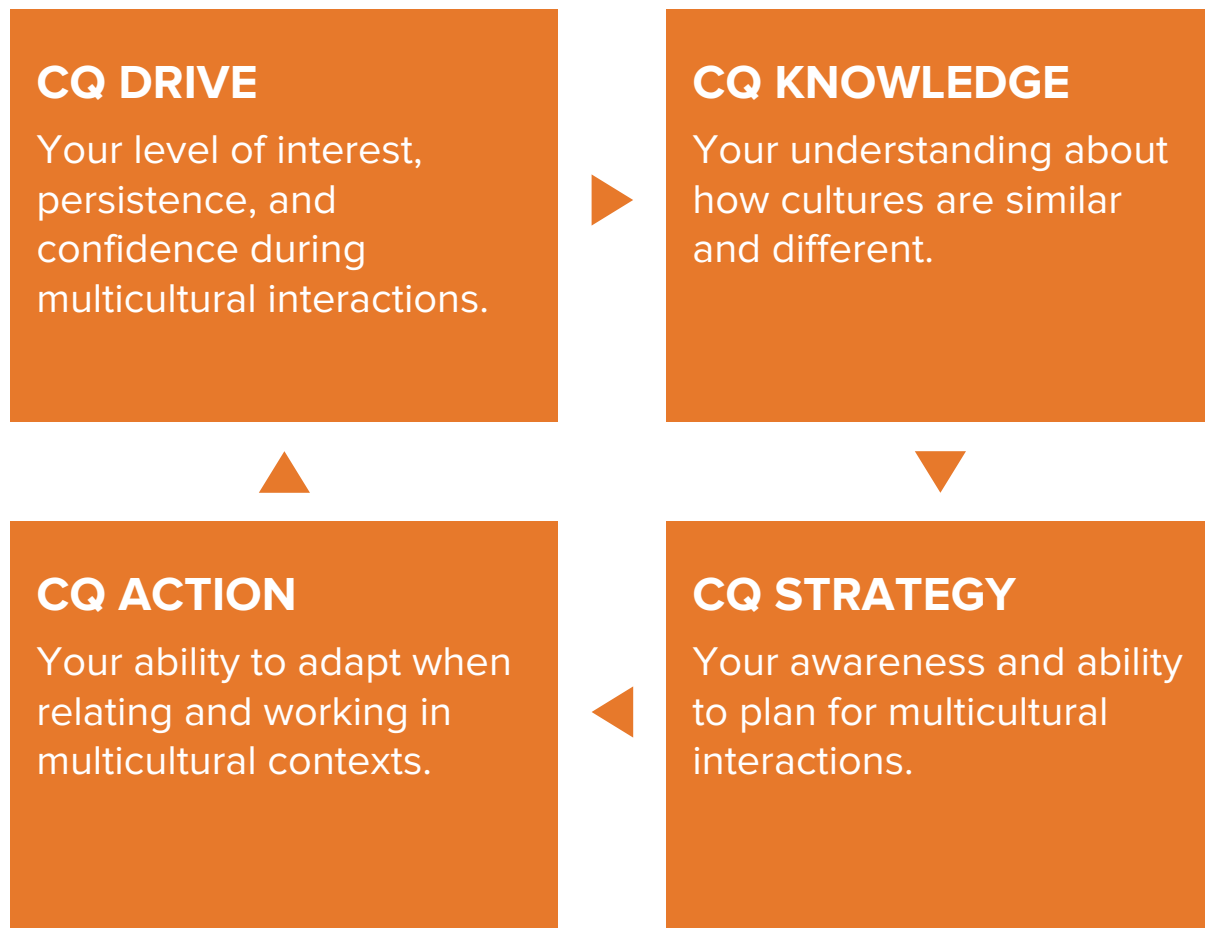 CQ DRIVE
Your level of interest,
persistence, and
confidence during
multicultural interactions.
CQ KNOWLEDGE
Your understanding about
how cultures are similar
and different.
CQ ACTION
Your ability to adapt when
relating and working in
multicultural contexts.
CQ STRATEGY
Your awareness and ability
to plan for multicultural
interactions.